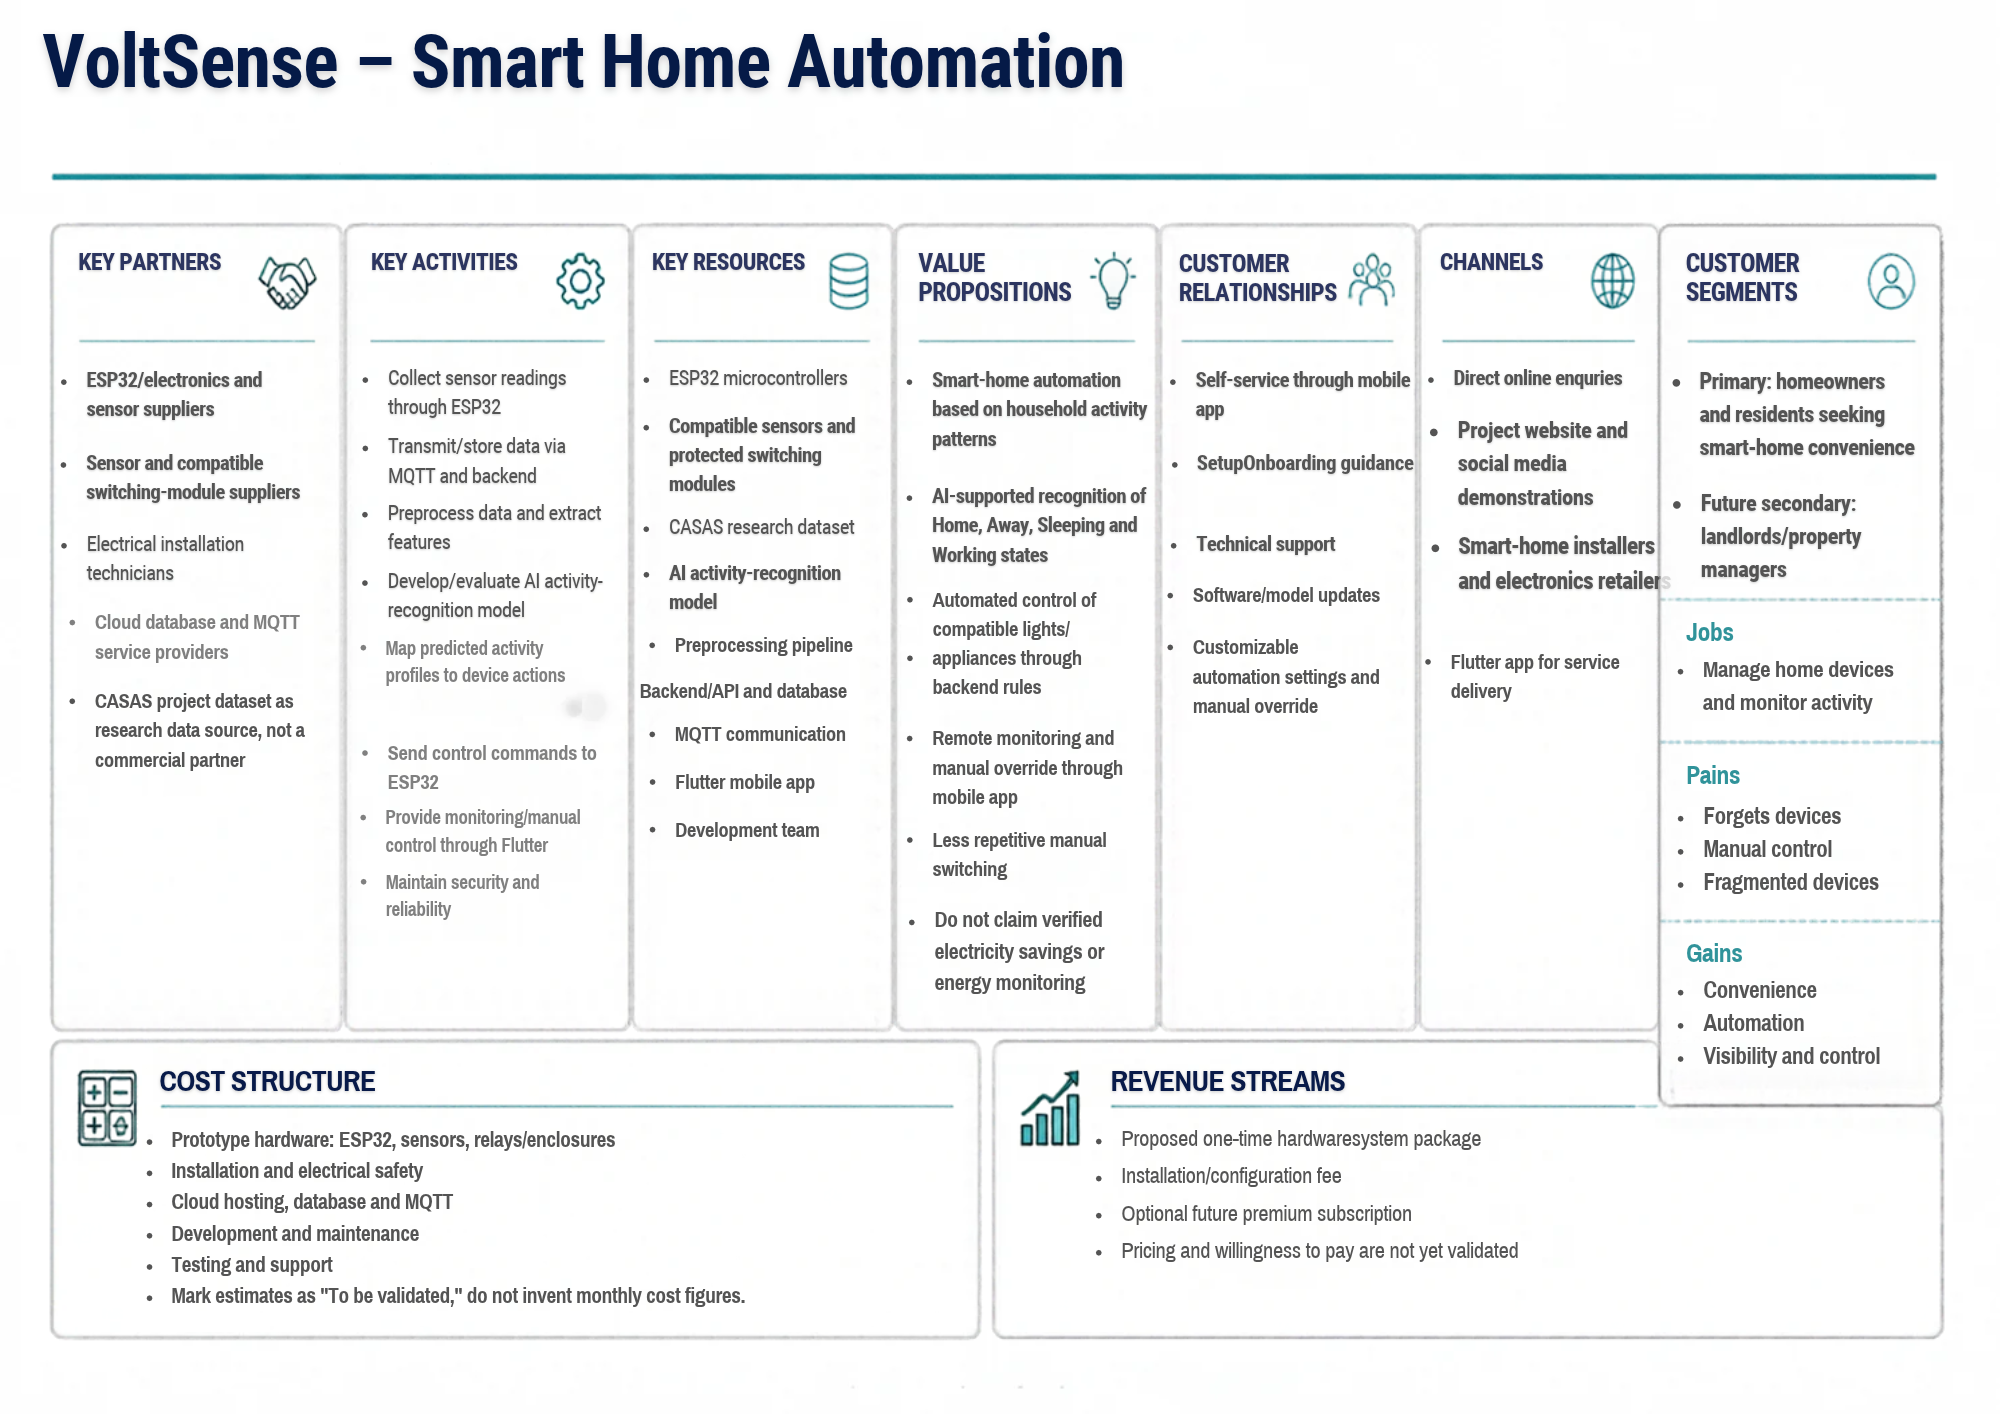 VoltSense – Smart Home Automation
KEY PARTNERS
• ESP32/electronics and
sensor suppliers
• Sensor and compatible
switching-module suppliers
• Electrical installation
technicians
• Cloud database and MQTT
service providers
• CASAS project dataset as
research data source, not a
commercial partner
KEY ACTIVITIES
• Collect sensor readings
through ESP32
• Transmit/store data via
MQTT and backend
• Preprocess data and extract
features
• Develop/evaluate AI activity-
recognition model
• Map predicted activity
profiles to device actions
• Send control commands to
ESP32
• Provide monitoring/manual
control through Flutter
• Maintain security and
reliability
KEY RESOURCES
• ESP32 microcontrollers
• Compatible sensors and
protected switching
modules
• CASAS research dataset
• AI activity-recognition
model
• Preprocessing pipeline
Backend/API and database
• MQTT communication
• Flutter mobile app
• Development team
VALUE
PROPOSITIONS
• Smart-home automation
based on household activity
patterns
• AI-supported recognition of
Home, Away, Sleeping and
Working states
• Automated control of
compatible lights/
• appliances through
backend rules
• Remote monitoring and
manual override through
mobile app
• Less repetitive manual
switching
• Do not claim verified
electricity savings or
energy monitoring
CUSTOMER
RELATIONSHIPS
• Self-service through mobile
app
• SetupOnboarding guidance
• Technical support
• Software/model updates
• Customizable
automation settings and
manual override
CHANNELS
• Direct online enquries
• Project website and
social media
demonstrations
• Smart-home installers
and electronics retailers
• Flutter app for service
delivery
CUSTOMER
SEGMENTS
• Primary: homeowners
and residents seeking
smart-home convenience
• Future secondary:
landlords/property
managers
Jobs
• Manage home devices
and monitor activity
Pains
• Forgets devices
• Manual control
• Fragmented devices
Gains
• Convenience
• Automation
• Visibility and control
COST STRUCTURE
• Prototype hardware: ESP32, sensors, relays/enclosures
• Installation and electrical safety
• Cloud hosting, database and MQTT
• Development and maintenance
• Testing and support
• Mark estimates as "To be validated," do not invent monthly cost figures.
REVENUE STREAMS
• Proposed one-time hardwaresystem package
• Installation/configuration fee
• Optional future premium subscription
• Pricing and willingness to pay are not yet validated